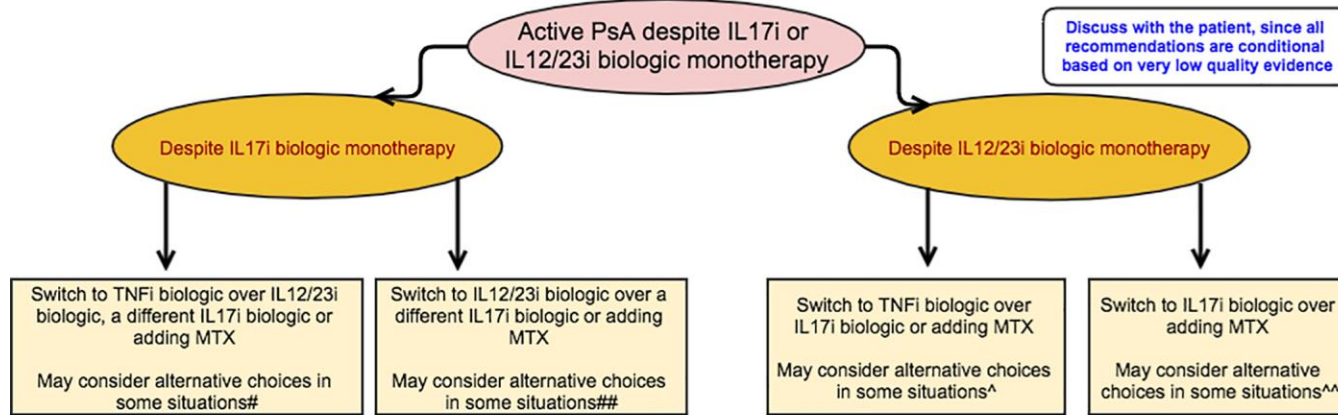 Active PsA despite IL17i or
IL12/23i biologic monotherapy
Discuss with the patient, since all
recommendations are conditional
based on very low quality evidence
Despite IL17i biologic monotherapy
Despite IL12/23i biologic monotherapy
Switch to TNFi biologic over IL12/23i
biologic, a different IL17i biologic or
adding MTX
May consider alternative choices in
some situations#
Switch to IL12/23i biologic over a
different IL17i biologic or adding
MTX
May consider alternative choices
in some situations##
Switch to TNFi biologic over
IL17i biologic or adding MTX
May consider alternative choices
in some situations^
Switch to IL17i biologic over
adding MTX
May consider alternative
choices in some situations^^